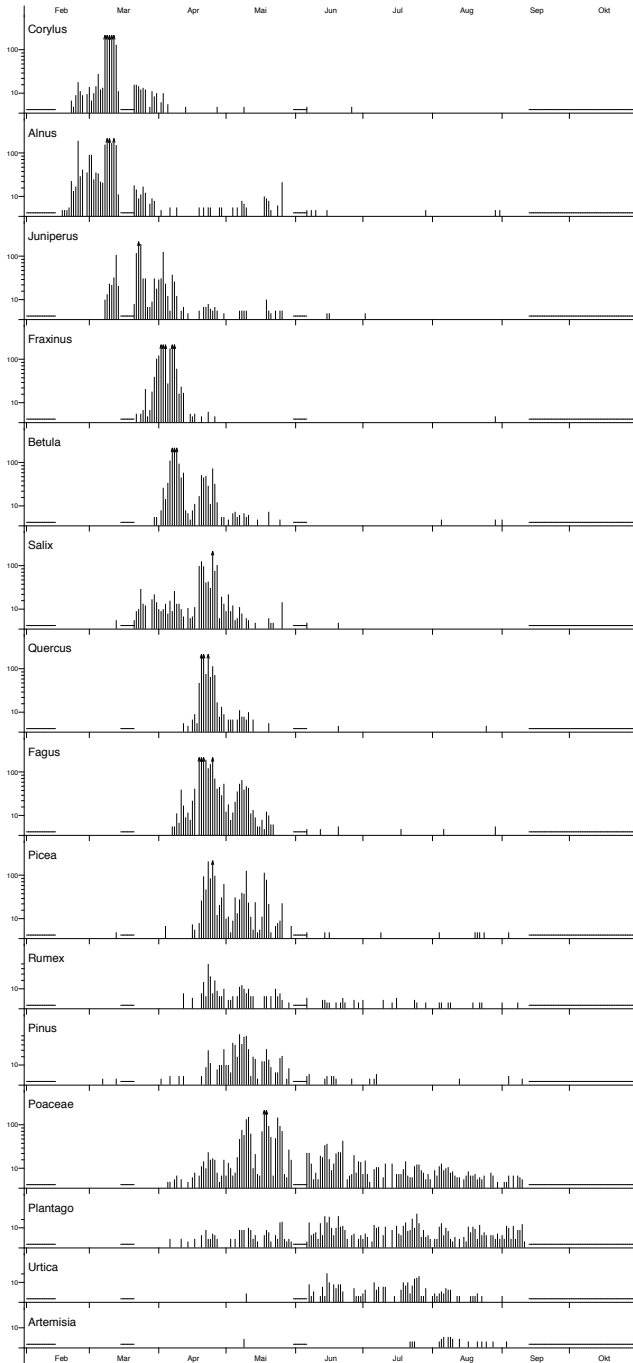 Feb Mar Apr Mai Jun Jul Aug Sep Okt
Corylus
100
10
Alnus
100
10
Juniperus
100
10
Fraxinus
100
10
Betula
100
10
Salix
100
10
Quercus
100
10
Fagus
100
10
Picea
100
10
Rumex
10
Pinus
10
Poaceae
100
10
Plantago
10
Urtica
10
Artemisia
10
Feb Mar Apr Mai Jun Jul Aug Sep Okt